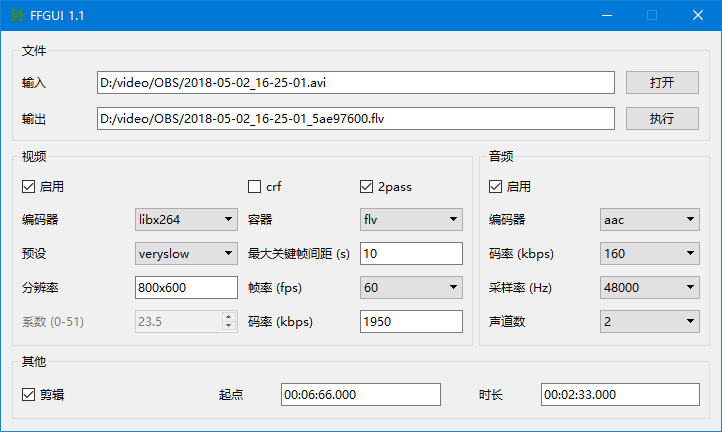 FFGUI 1.1
文件
输入 D:/video/OBS/2018-05-02_16-25-01.avi 打开
输出 D:/video/OBS/2018-05-02_16-25-01_5ae97600.flv 执行
视频
启用 crf 2pass
编码器 libx264 容器 flv
预设 veryslow 最大关键帧间距 (s) 10
分辨率 800x600 帧率 (fps) 60
系数 (0-51) 23.5 码率 (kbps) 1950
音频
启用
编码器 aac
码率 (kbps) 160
采样率 (Hz) 48000
声道数 2
其他
剪辑 起点 00:06:66.000 时长 00:02:33.000